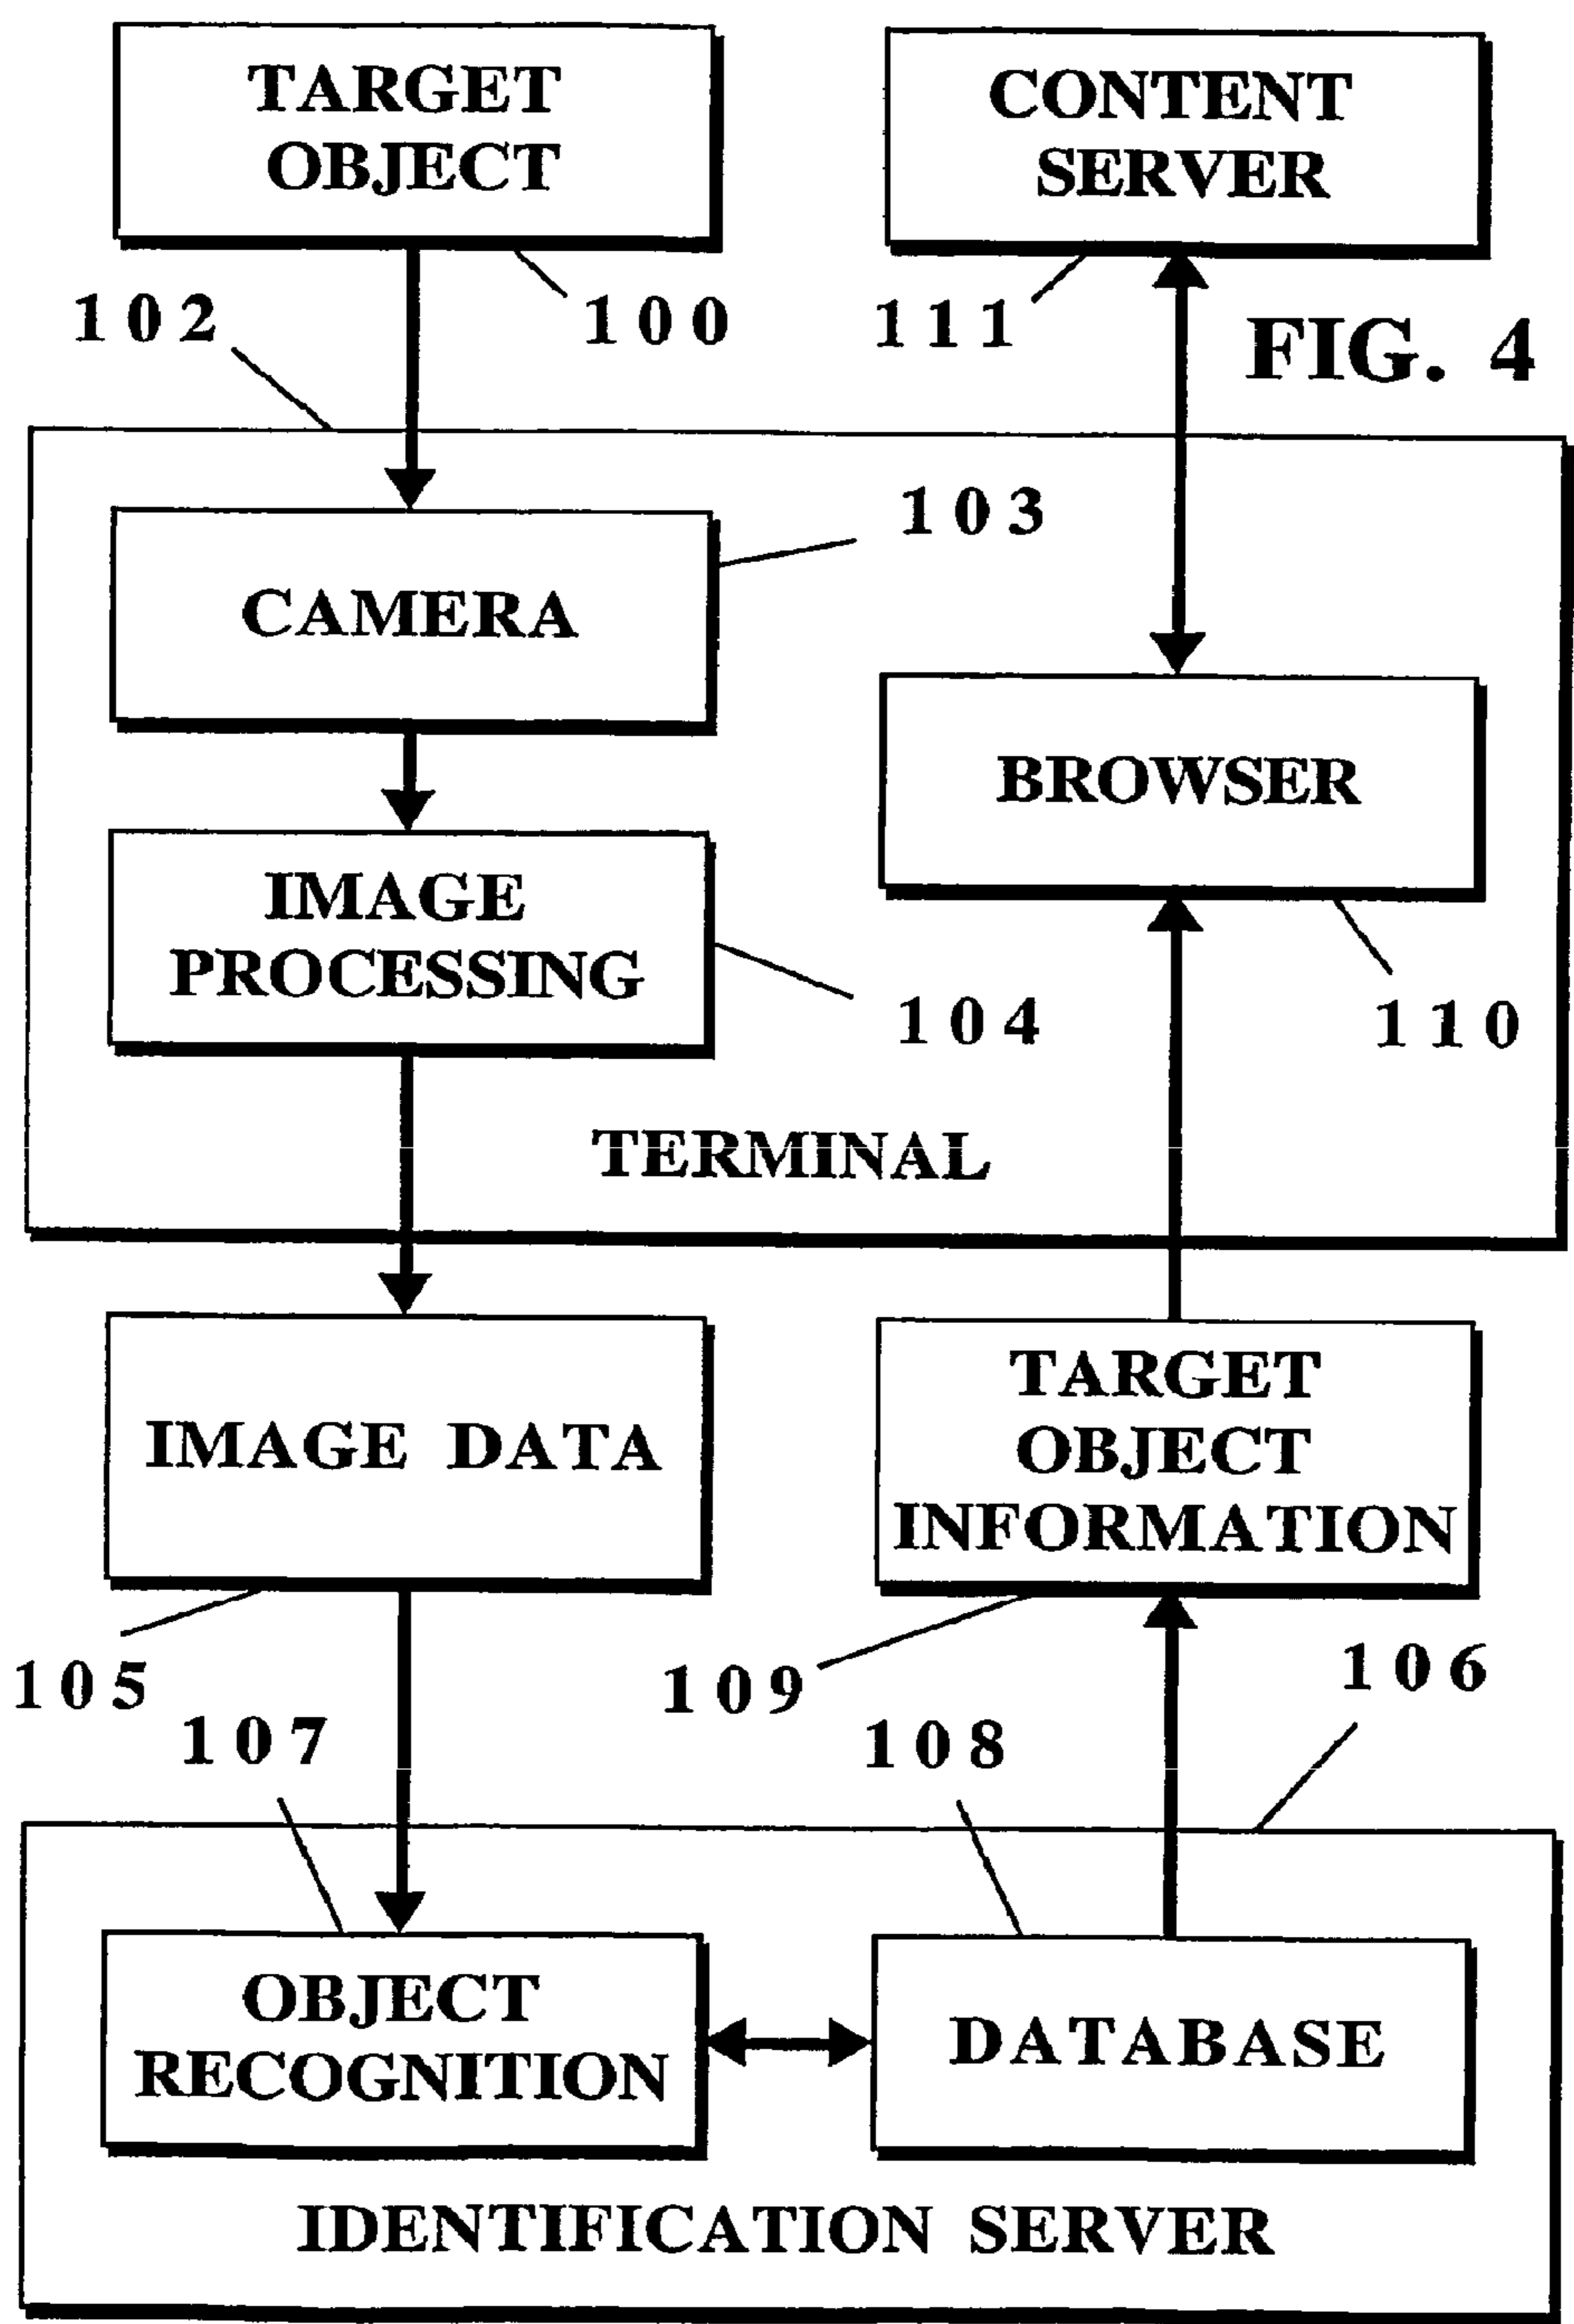 TARGET
OBJECT
CONTENT
SERVER
102
100
111
FIG. 4
103
CAMERA
BROWSER
IMAGE
PROCESSING
104
110
TERMINAL
IMAGE DATA
TARGET
OBJECT
INFORMATION
105
109
106
107
108
OBJECT
RECOGNITION
DATABASE
IDENTIFICATION SERVER